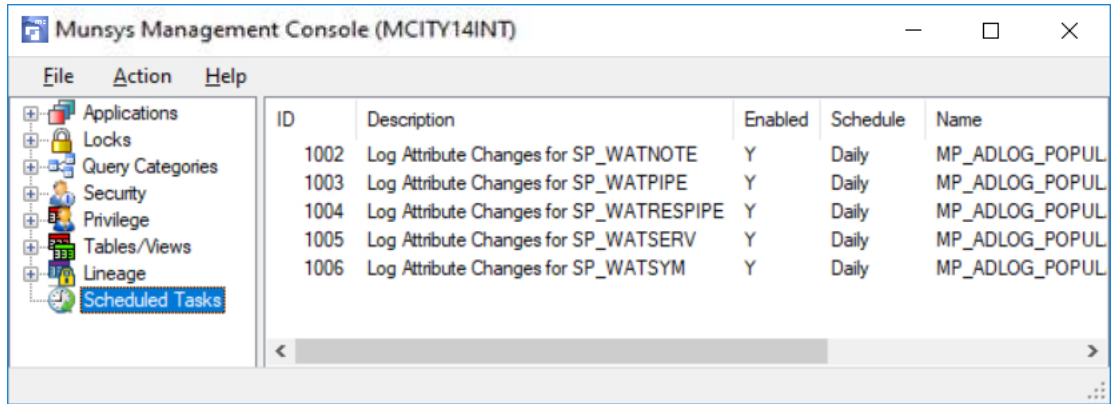 Munsys Management Console (MCITY14INT)
File Action Help
Applications
Locks
Query Categories
Security
Privilege
Tables/Views
Lineage
Scheduled Tasks
ID Description Enabled Schedule Name
1002 Log Attribute Changes for SP_WATNOTE Y Daily MP_ADLOG_POPUL
1003 Log Attribute Changes for SP_WATPIPE Y Daily MP_ADLOG_POPUL
1004 Log Attribute Changes for SP_WATRESPIPE Y Daily MP_ADLOG_POPUL
1005 Log Attribute Changes for SP_WATSERV Y Daily MP_ADLOG_POPUL
1006 Log Attribute Changes for SP_WATSYM Y Daily MP_ADLOG_POPUL